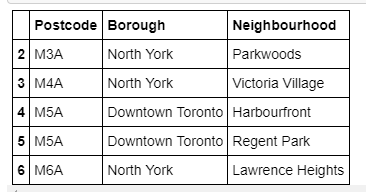 Postcode Borough Neighbourhood
2 M3A North York Parkwoods
3 M4A North York Victoria Village
4 M5A Downtown Toronto Harbourfront
5 M5A Downtown Toronto Regent Park
6 M6A North York Lawrence Heights